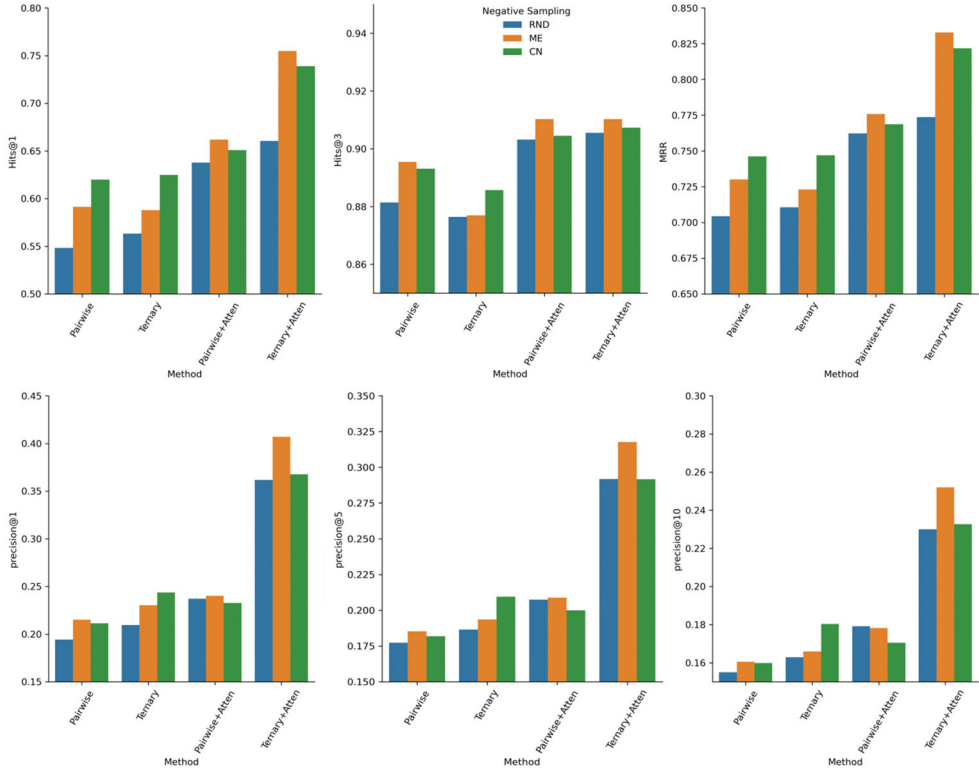 Hits@1
0.80
0.75
0.70
0.65
0.60
0.55
0.50
Pairwise
Ternary
Pairwise+Atten
Ternary+Atten
Method
Hits@3
0.94
0.92
0.90
0.88
0.86
Negative Sampling
RND
ME
CN
Pairwise
Ternary
Pairwise+Atten
Ternary+Atten
Method
MRR
0.850
0.825
0.800
0.775
0.750
0.725
0.700
0.675
0.650
Pairwise
Ternary
Pairwise+Atten
Ternary+Atten
Method
precision@1
0.45
0.40
0.35
0.30
0.25
0.20
0.15
Pairwise
Ternary
Pairwise+Atten
Ternary+Atten
Method
precision@5
0.350
0.325
0.300
0.275
0.250
0.225
0.200
0.175
0.150
Pairwise
Ternary
Pairwise+Atten
Ternary+Atten
Method
precision@10
0.30
0.28
0.26
0.24
0.22
0.20
0.18
0.16
Pairwise
Ternary
Pairwise+Atten
Ternary+Atten
Method